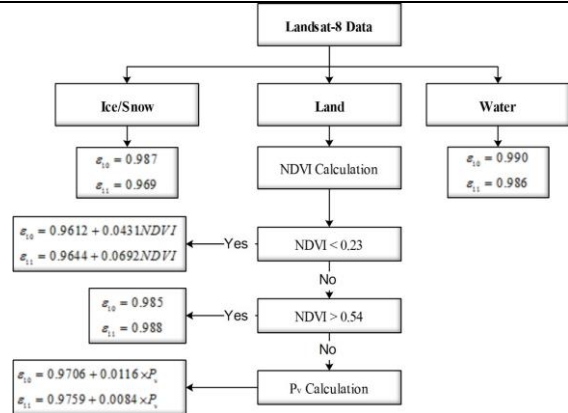 Landsat-8 Data
Ice/Snow
Land
Water
ε₁₀ = 0.987
ε₁₁ = 0.969
NDVI Calculation
ε₁₀ = 0.990
ε₁₁ = 0.986
ε₁₀ = 0.9612 + 0.0431NDVI
ε₁₁ = 0.9644 + 0.0692NDVI
Yes
NDVI < 0.23
No
ε₁₀ = 0.985
ε₁₁ = 0.988
Yes
NDVI > 0.54
No
ε₁₀ = 0.9706 + 0.0116 × Pᵥ
ε₁₁ = 0.9759 + 0.0084 × Pᵥ
Pᵥ Calculation